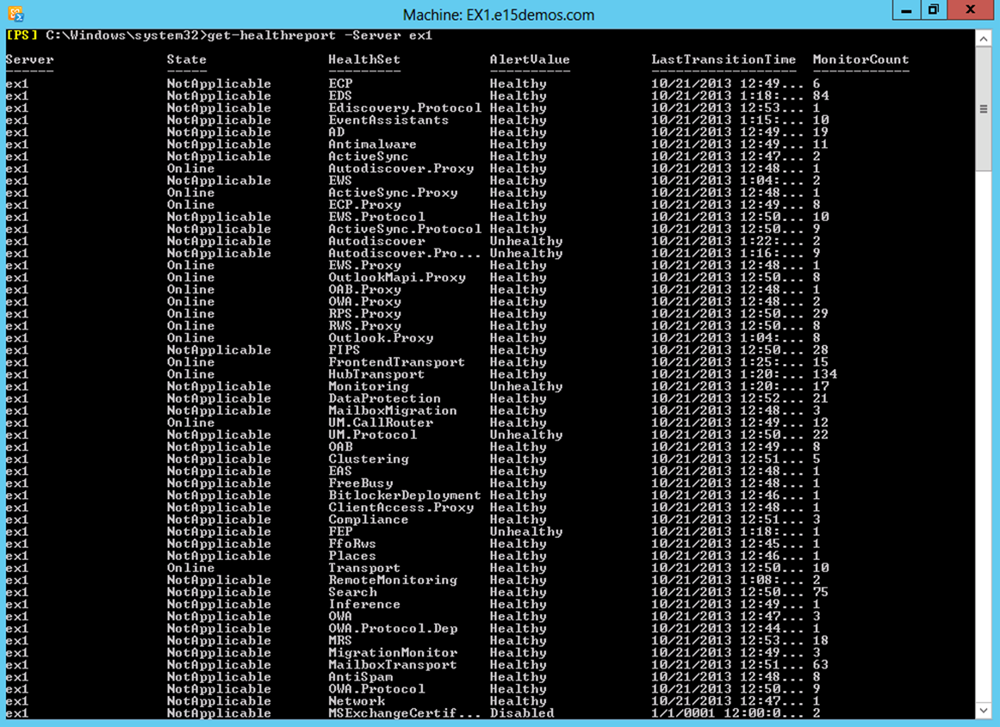 Machine: EX1.e15demos.com
[PS] C:\Windows\system32>get-healthreport -Server ex1
Server State HealthSet AlertValue LastTransitionTime MonitorCount
------ ----- --------- ---------- ------------------ ------------
ex1 NotApplicable ECP Healthy 10/21/2013 12:49... 6
ex1 NotApplicable EDS Healthy 10/21/2013 1:18:... 84
ex1 NotApplicable Ediscovery.Protocol Healthy 10/21/2013 12:53... 1
ex1 NotApplicable EventAssistants Healthy 10/21/2013 1:15:... 10
ex1 NotApplicable AD Healthy 10/21/2013 12:49... 19
ex1 NotApplicable Antimalware Healthy 10/21/2013 12:49... 11
ex1 NotApplicable ActiveSync Healthy 10/21/2013 12:47... 2
ex1 Online Autodiscover.Proxy Healthy 10/21/2013 12:48... 1
ex1 NotApplicable EWS Healthy 10/21/2013 1:04:... 2
ex1 Online ActiveSync.Proxy Healthy 10/21/2013 12:48... 1
ex1 Online ECP.Proxy Healthy 10/21/2013 12:49... 8
ex1 NotApplicable EWS.Protocol Healthy 10/21/2013 12:50... 10
ex1 NotApplicable ActiveSync.Protocol Healthy 10/21/2013 12:50... 9
ex1 NotApplicable Autodiscover Unhealthy 10/21/2013 1:22:... 2
ex1 NotApplicable Autodiscover.Pro... Unhealthy 10/21/2013 1:16:... 9
ex1 Online EWS.Proxy Healthy 10/21/2013 12:48... 1
ex1 Online OutlookMapi.Proxy Healthy 10/21/2013 12:50... 8
ex1 Online OAB.Proxy Healthy 10/21/2013 12:48... 1
ex1 Online OWA.Proxy Healthy 10/21/2013 12:48... 2
ex1 Online RPS.Proxy Healthy 10/21/2013 12:50... 29
ex1 Online RWS.Proxy Healthy 10/21/2013 12:50... 8
ex1 Online Outlook.Proxy Healthy 10/21/2013 1:04:... 8
ex1 NotApplicable FIPS Healthy 10/21/2013 12:50... 28
ex1 Online FrontendTransport Healthy 10/21/2013 1:25:... 15
ex1 Online HubTransport Healthy 10/21/2013 1:20:... 134
ex1 NotApplicable Monitoring Unhealthy 10/21/2013 1:20:... 17
ex1 NotApplicable DataProtection Healthy 10/21/2013 12:52... 21
ex1 NotApplicable MailboxMigration Healthy 10/21/2013 12:48... 3
ex1 Online UM.CallRouter Healthy 10/21/2013 12:49... 12
ex1 NotApplicable UM.Protocol Unhealthy 10/21/2013 12:50... 22
ex1 NotApplicable OAB Healthy 10/21/2013 12:49... 8
ex1 NotApplicable Clustering Healthy 10/21/2013 12:51... 5
ex1 NotApplicable EAS Healthy 10/21/2013 12:48... 1
ex1 NotApplicable FreeBusy Healthy 10/21/2013 12:48... 1
ex1 NotApplicable BitlockerDeployment Healthy 10/21/2013 12:46... 1
ex1 NotApplicable ClientAccess.Proxy Healthy 10/21/2013 12:48... 1
ex1 NotApplicable Compliance Healthy 10/21/2013 12:51... 3
ex1 NotApplicable FEP Unhealthy 10/21/2013 1:18:... 1
ex1 NotApplicable FfoRws Healthy 10/21/2013 12:45... 1
ex1 NotApplicable Places Healthy 10/21/2013 12:46... 1
ex1 Online Transport Healthy 10/21/2013 12:50... 10
ex1 NotApplicable RemoteMonitoring Healthy 10/21/2013 1:08:... 2
ex1 NotApplicable Search Healthy 10/21/2013 12:50... 75
ex1 NotApplicable Inference Healthy 10/21/2013 12:49... 1
ex1 NotApplicable OWA Healthy 10/21/2013 12:47... 3
ex1 NotApplicable OWA.Protocol.Dep Healthy 10/21/2013 12:44... 1
ex1 NotApplicable MRS Healthy 10/21/2013 12:53... 18
ex1 NotApplicable MigrationMonitor Healthy 10/21/2013 12:49... 3
ex1 NotApplicable MailboxTransport Healthy 10/21/2013 12:51... 63
ex1 NotApplicable AntiSpam Healthy 10/21/2013 12:48... 8
ex1 NotApplicable OWA.Protocol Healthy 10/21/2013 12:50... 9
ex1 NotApplicable Network Healthy 10/21/2013 12:47... 1
ex1 NotApplicable MSExchangeCertif... Disabled 1/1/0001 12:00:0... 2